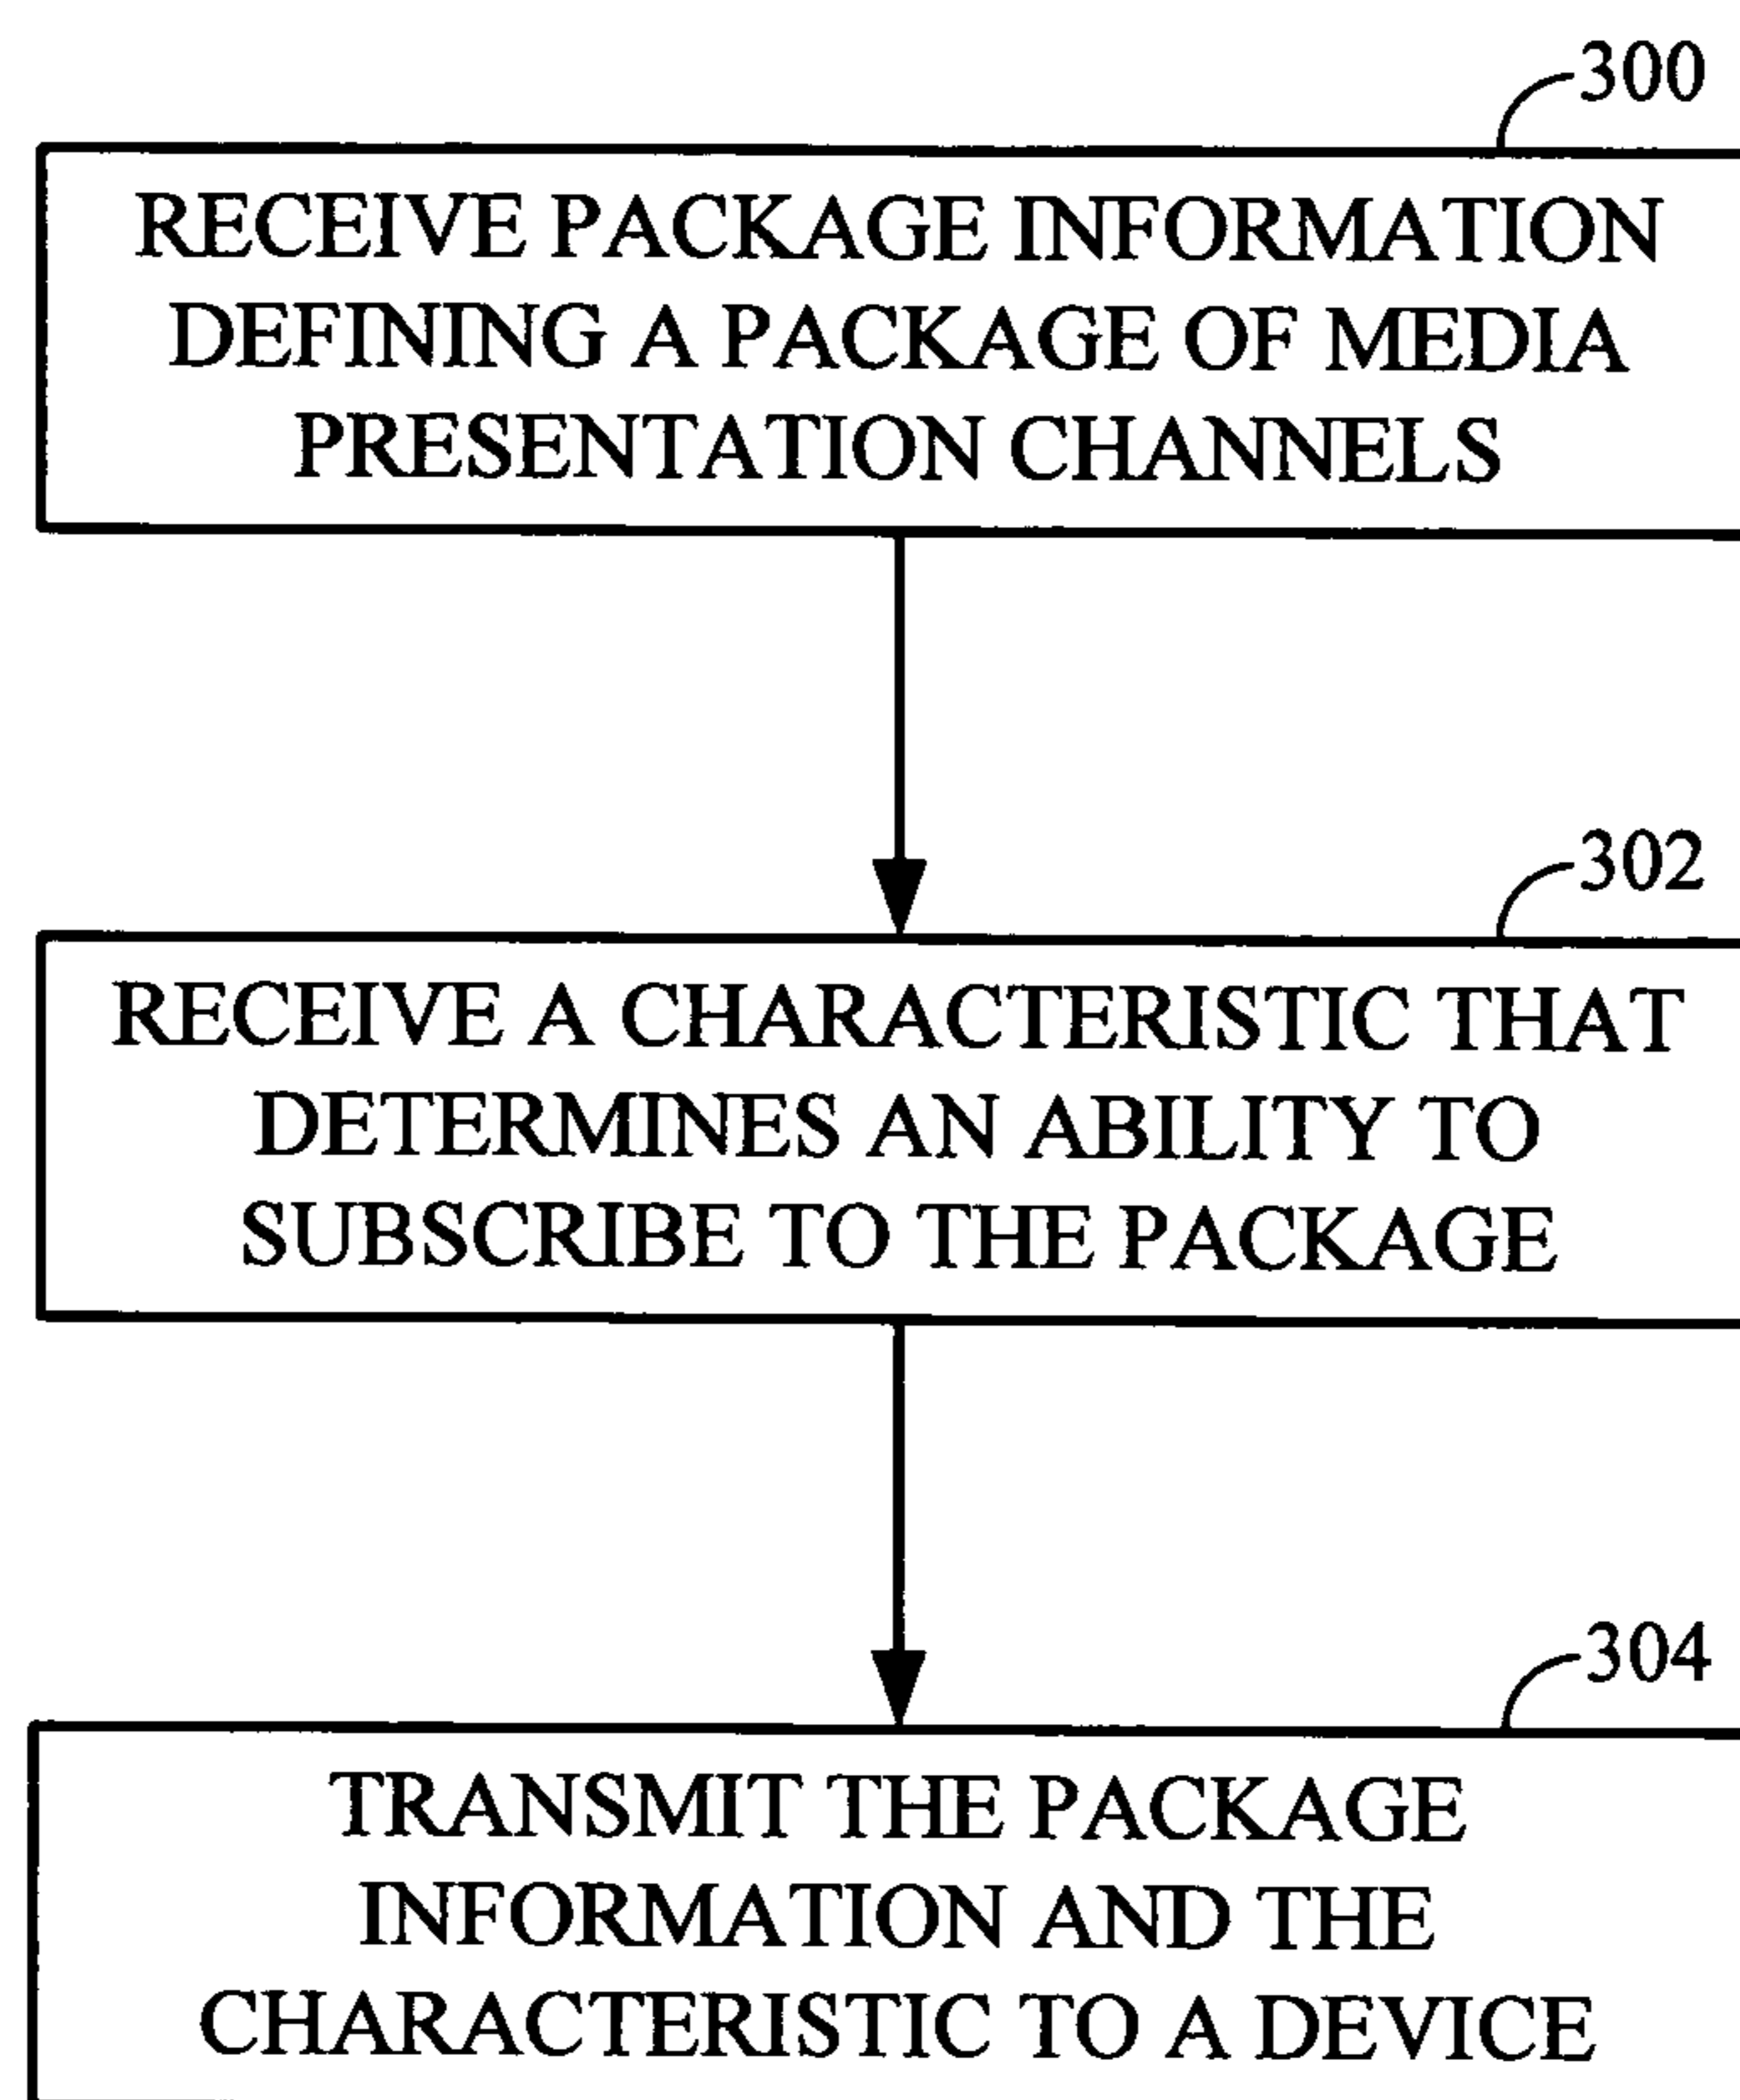 300
RECEIVE PACKAGE INFORMATION
DEFINING A PACKAGE OF MEDIA
PRESENTATION CHANNELS
302
RECEIVE A CHARACTERISTIC THAT
DETERMINES AN ABILITY TO
SUBSCRIBE TO THE PACKAGE
304
TRANSMIT THE PACKAGE
INFORMATION AND THE
CHARACTERISTIC TO A DEVICE